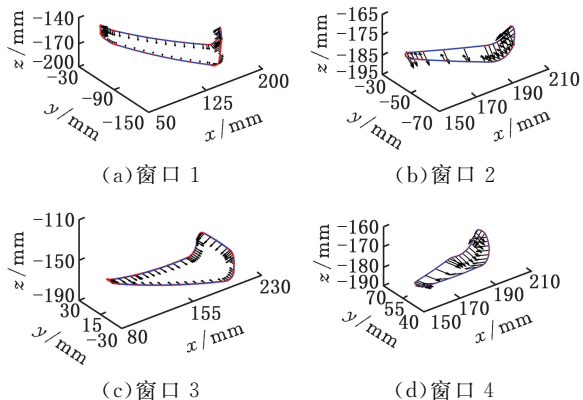 z/mm
-140
-170
-200
-30
-90
-150
y/mm
50
125
200
x/mm
(a)窗口 1
z/mm
-165
-175
-185
-195
-30
-50
-70
y/mm
150
170
190
210
x/mm
(b)窗口 2
z/mm
-110
-150
-190
30
15
-30
y/mm
80
155
230
x/mm
(c)窗口 3
z/mm
-160
-170
-180
-190
70
55
40
y/mm
150
170
190
210
x/mm
(d)窗口 4